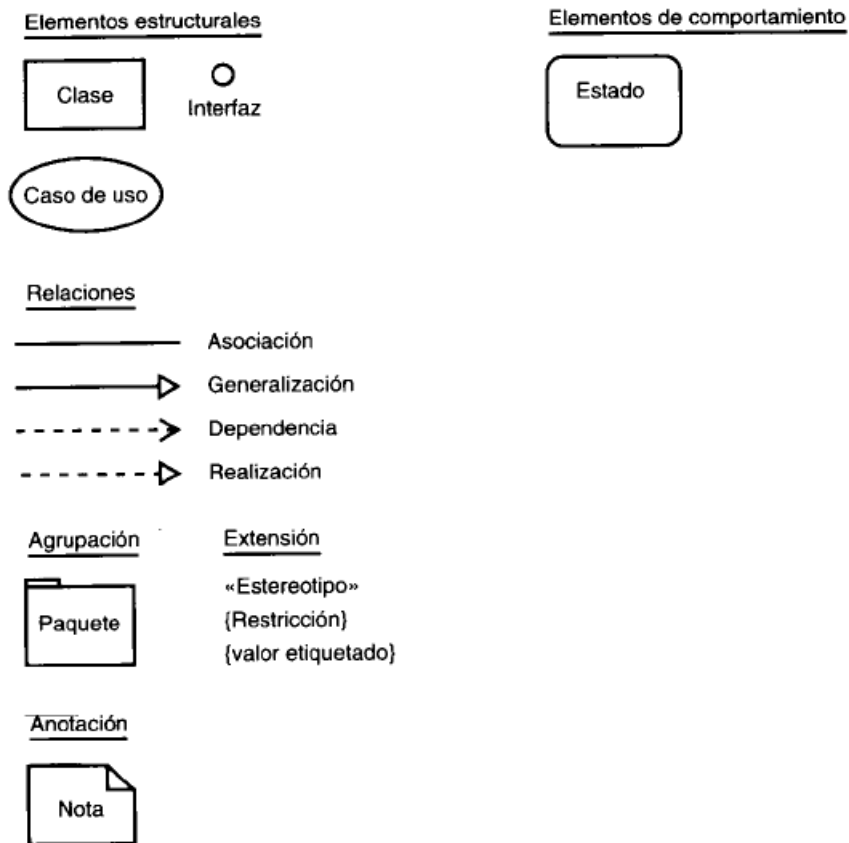 Elementos estructurales
Clase
Interfaz
Caso de uso
Elementos de comportamiento
Estado
Relaciones
Asociación
Generalización
Dependencia
Realización
Agrupación
Paquete
Extensión
«Estereotipo»
{Restricción}
{valor etiquetado}
Anotación
Nota